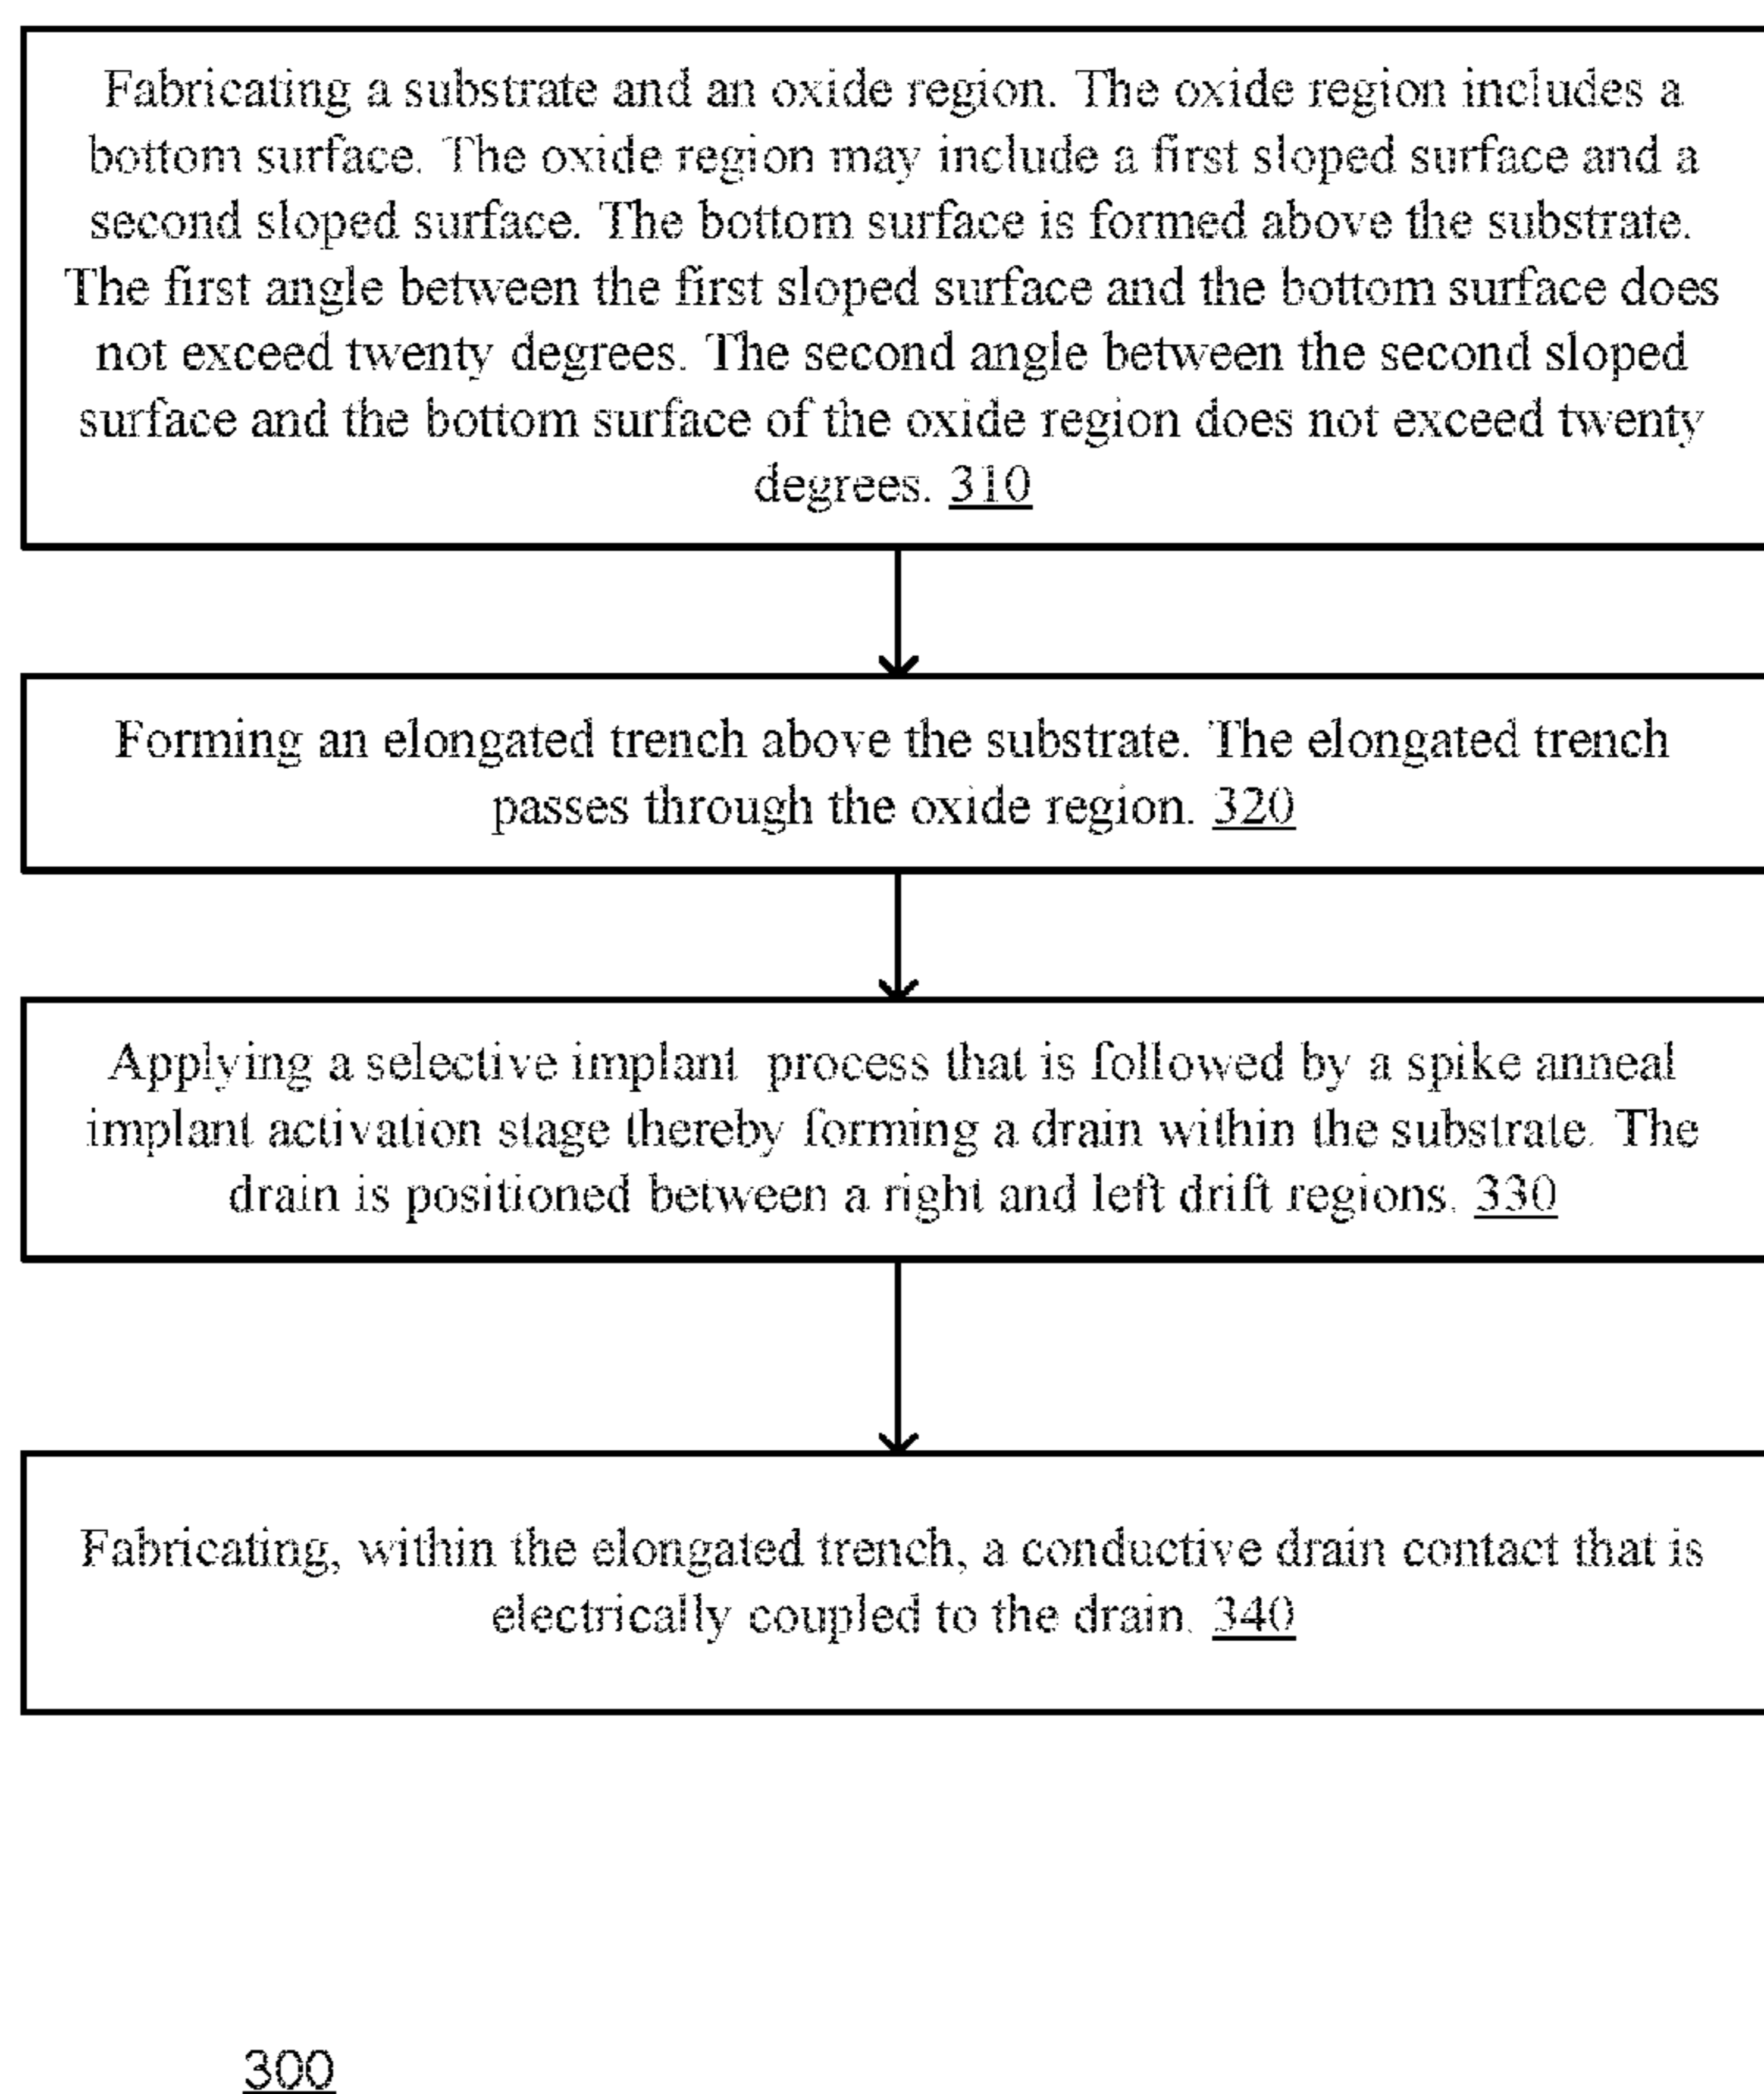 Fabricating a substrate and an oxide region. The oxide region includes a
bottom surface. The oxide region may include a first sloped surface and a
second sloped surface. The bottom surface is formed above the substrate.
The first angle between the first sloped surface and the bottom surface does
not exceed twenty degrees. The second angle between the second sloped
surface and the bottom surface of the oxide region does not exceed twenty
degrees. 310
Forming an elongated trench above the substrate. The elongated trench
passes through the oxide region. 320
Applying a selective implant process that is followed by a spike anneal
implant activation stage thereby forming a drain within the substrate. The
drain is positioned between a right and left drift regions. 330
Fabricating, within the elongated trench, a conductive drain contact that is
electrically coupled to the drain. 340
300